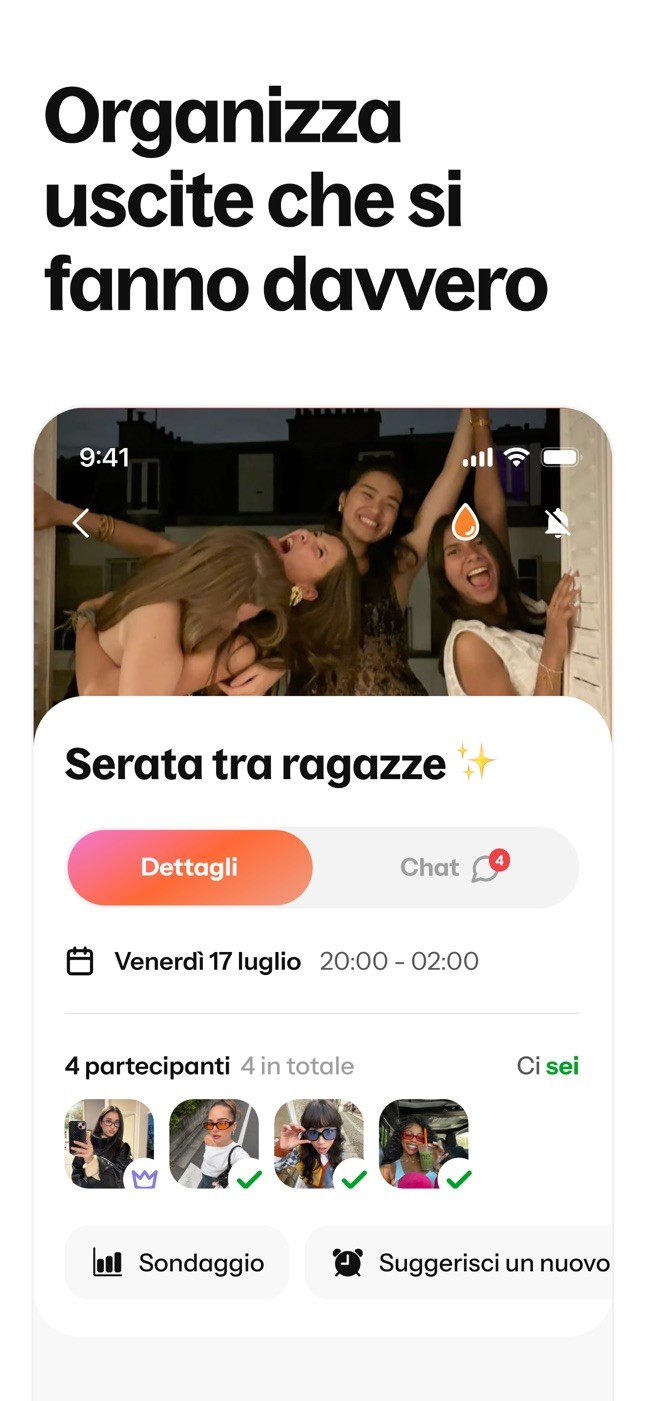 Organizza
uscite che si
fanno davvero
9:41
Serata tra ragazze ✨
Dettagli
Chat 4
Venerdì 17 luglio 20:00 - 02:00
4 partecipanti 4 in totale Ci sei
Sondaggio Suggerisci un nuovo